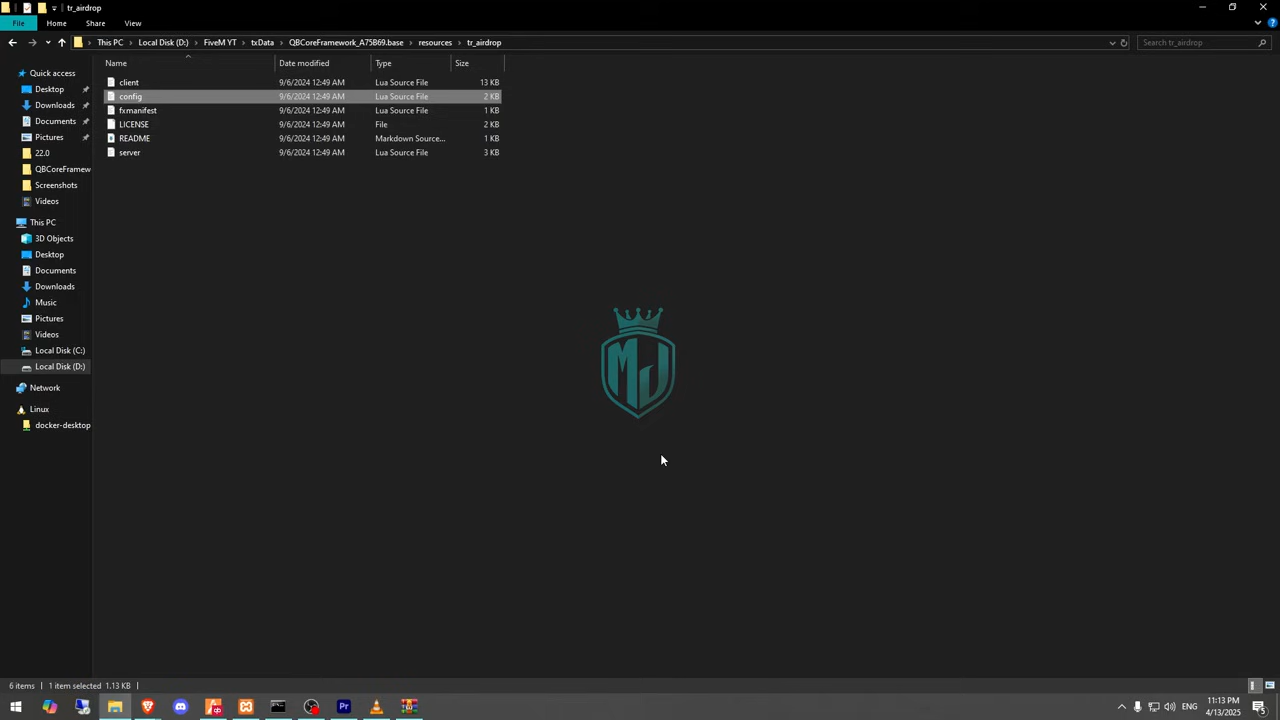 tr_airdrop
File Home Share View
This PC Local Disk (D:) FiveM YT txData QBCoreFramework_A75B69.base resources tr_airdrop
Search tr_airdrop
Name Date modified Type Size
Quick access
Desktop
Downloads
Documents
Pictures
22.0
QBCoreFramew
Screenshots
Videos
This PC
3D Objects
Desktop
Documents
Downloads
Music
Pictures
Videos
Local Disk (C:)
Local Disk (D:)
Network
Linux
docker-desktop
client 9/6/2024 12:49 AM Lua Source File 13 KB
config 9/6/2024 12:49 AM Lua Source File 2 KB
fxmanifest 9/6/2024 12:49 AM Lua Source File 1 KB
LICENSE 9/6/2024 12:49 AM File 2 KB
README 9/6/2024 12:49 AM Markdown Source... 1 KB
server 9/6/2024 12:49 AM Lua Source File 3 KB
MJ
6 items 1 item selected 1.13 KB
Pr
ENG
11:13 PM
4/13/2025